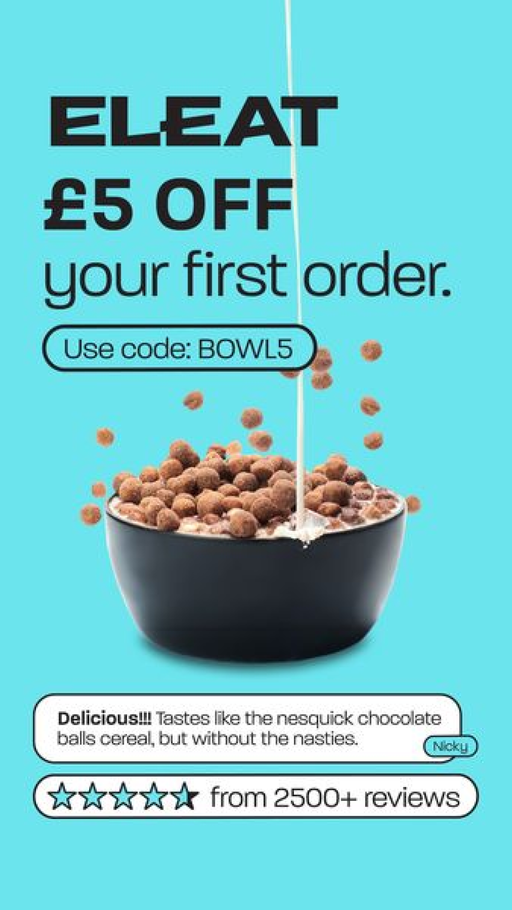 ELEAT
£5 OFF
your first order.
Use code: BOWL5
Delicious!!! Tastes like the nesquick chocolate
balls cereal, but without the nasties.
Nicky
from 2500+ reviews